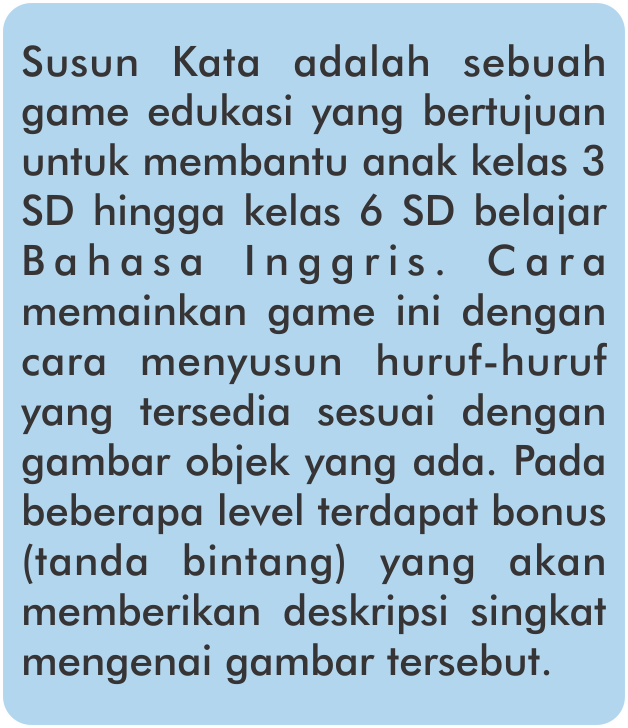 Susun Kata adalah sebuah
game edukasi yang bertujuan
untuk membantu anak kelas 3
SD hingga kelas 6 SD belajar
Bahasa Inggris. Cara
memainkan game ini dengan
cara menyusun huruf-huruf
yang tersedia sesuai dengan
gambar objek yang ada. Pada
beberapa level terdapat bonus
(tanda bintang) yang akan
memberikan deskripsi singkat
mengenai gambar tersebut.